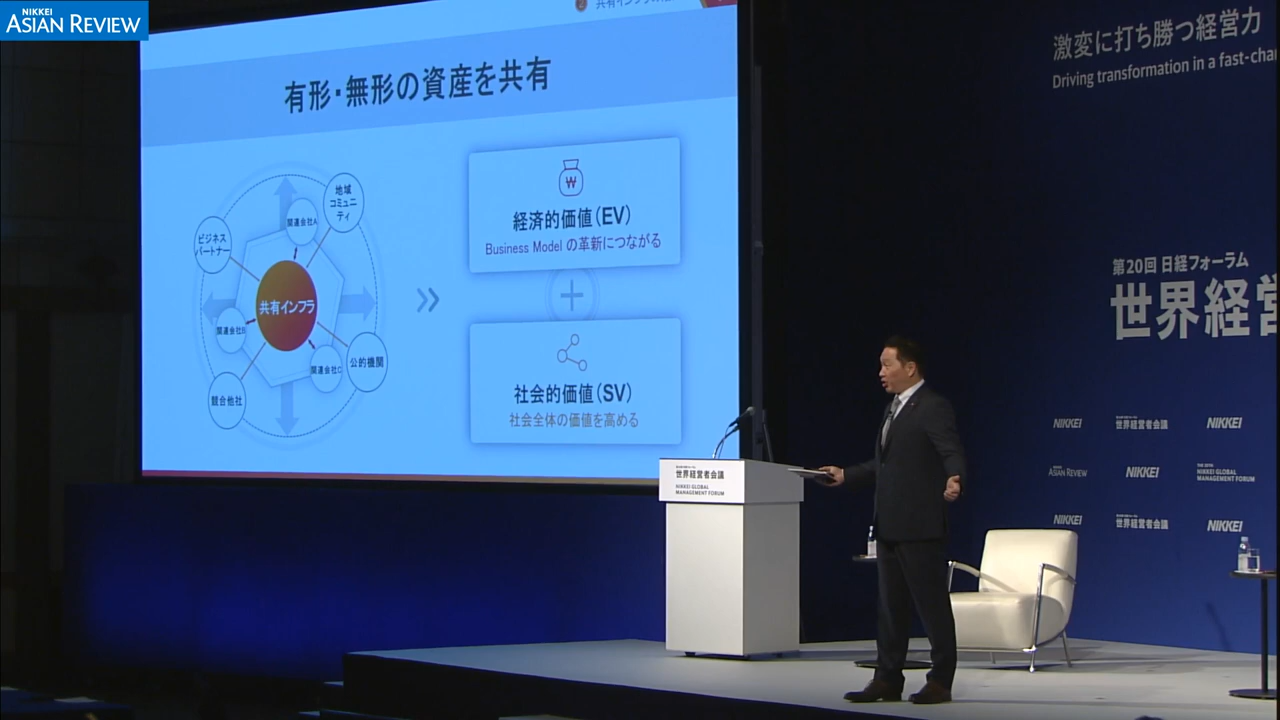 NIKKEI
ASIAN REVIEW
有形・無形の資産を共有
地域
コミュニ
ティ
関連会社A
ビジネス
パートナー
共有インフラ
関連会社B
関連会社C
公的機関
競合他社
₩
経済的価値(EV)
Business Model の革新につながる
+
社会的価値(SV)
社会全体の価値を高める
激変に打ち勝つ経営力
Driving transformation in a fast-cha
第20回 日経フォーラム
世界経営
世界経営者会議
NIKKEI GLOBAL
MANAGEMENT FORUM
NIKKEI
世界経営者会議
NIKKEI
ASIAN REVIEW
NIKKEI
NIKKEI GLOBAL
MANAGEMENT FORUM
NIKKEI
世界経営者会議
NIKKEI